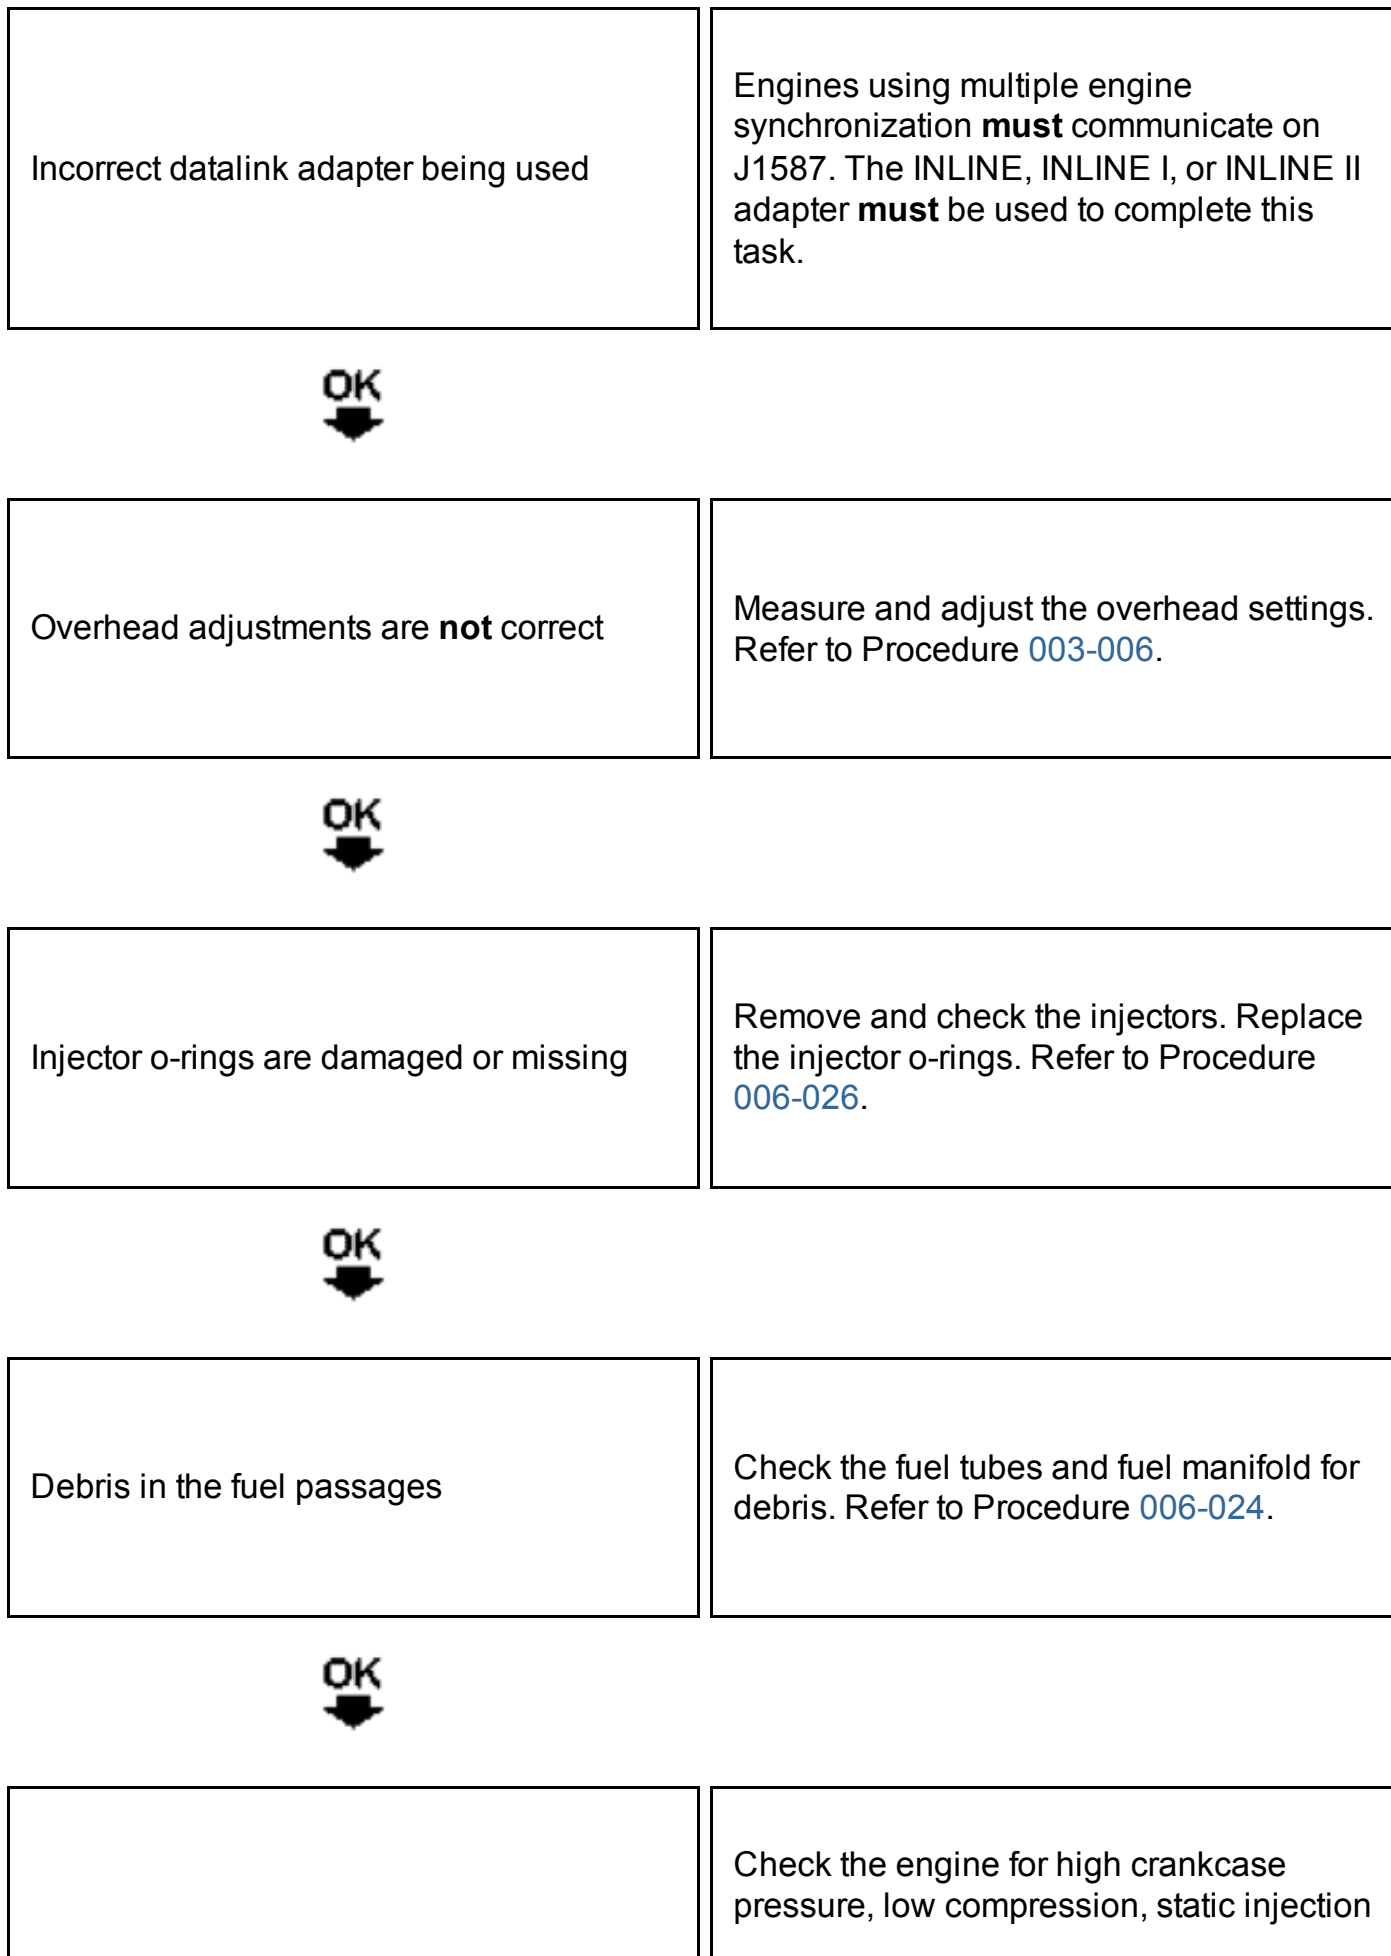 Incorrect datalink adapter being used
Engines using multiple engine
synchronization must communicate on
J1587. The INLINE, INLINE I, or INLINE II
adapter must be used to complete this
task.
OK
Overhead adjustments are not correct
Measure and adjust the overhead settings.
Refer to Procedure 003-006.
OK
Injector o-rings are damaged or missing
Remove and check the injectors. Replace
the injector o-rings. Refer to Procedure
006-026.
OK
Debris in the fuel passages
Check the fuel tubes and fuel manifold for
debris. Refer to Procedure 006-024.
OK
Check the engine for high crankcase
pressure, low compression, static injection